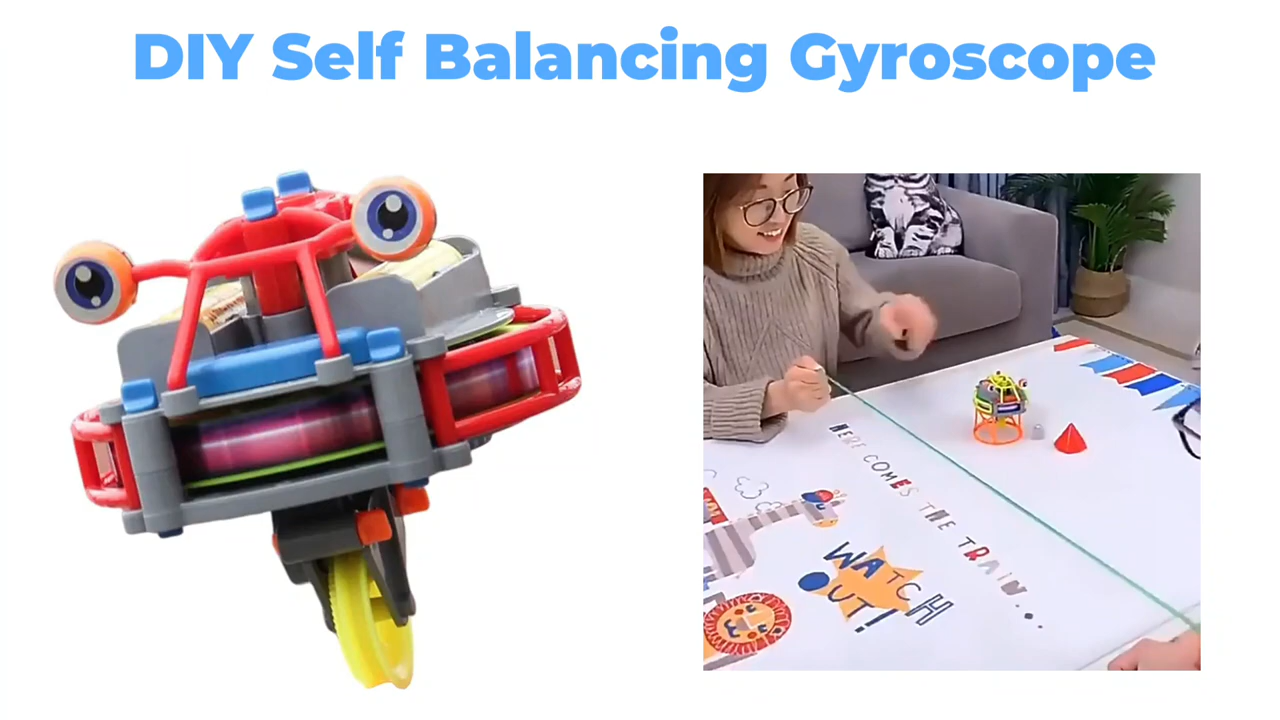 DIY Self Balancing Gyroscope
HERE COMES THE TRAIN...
WATCH
OUT!